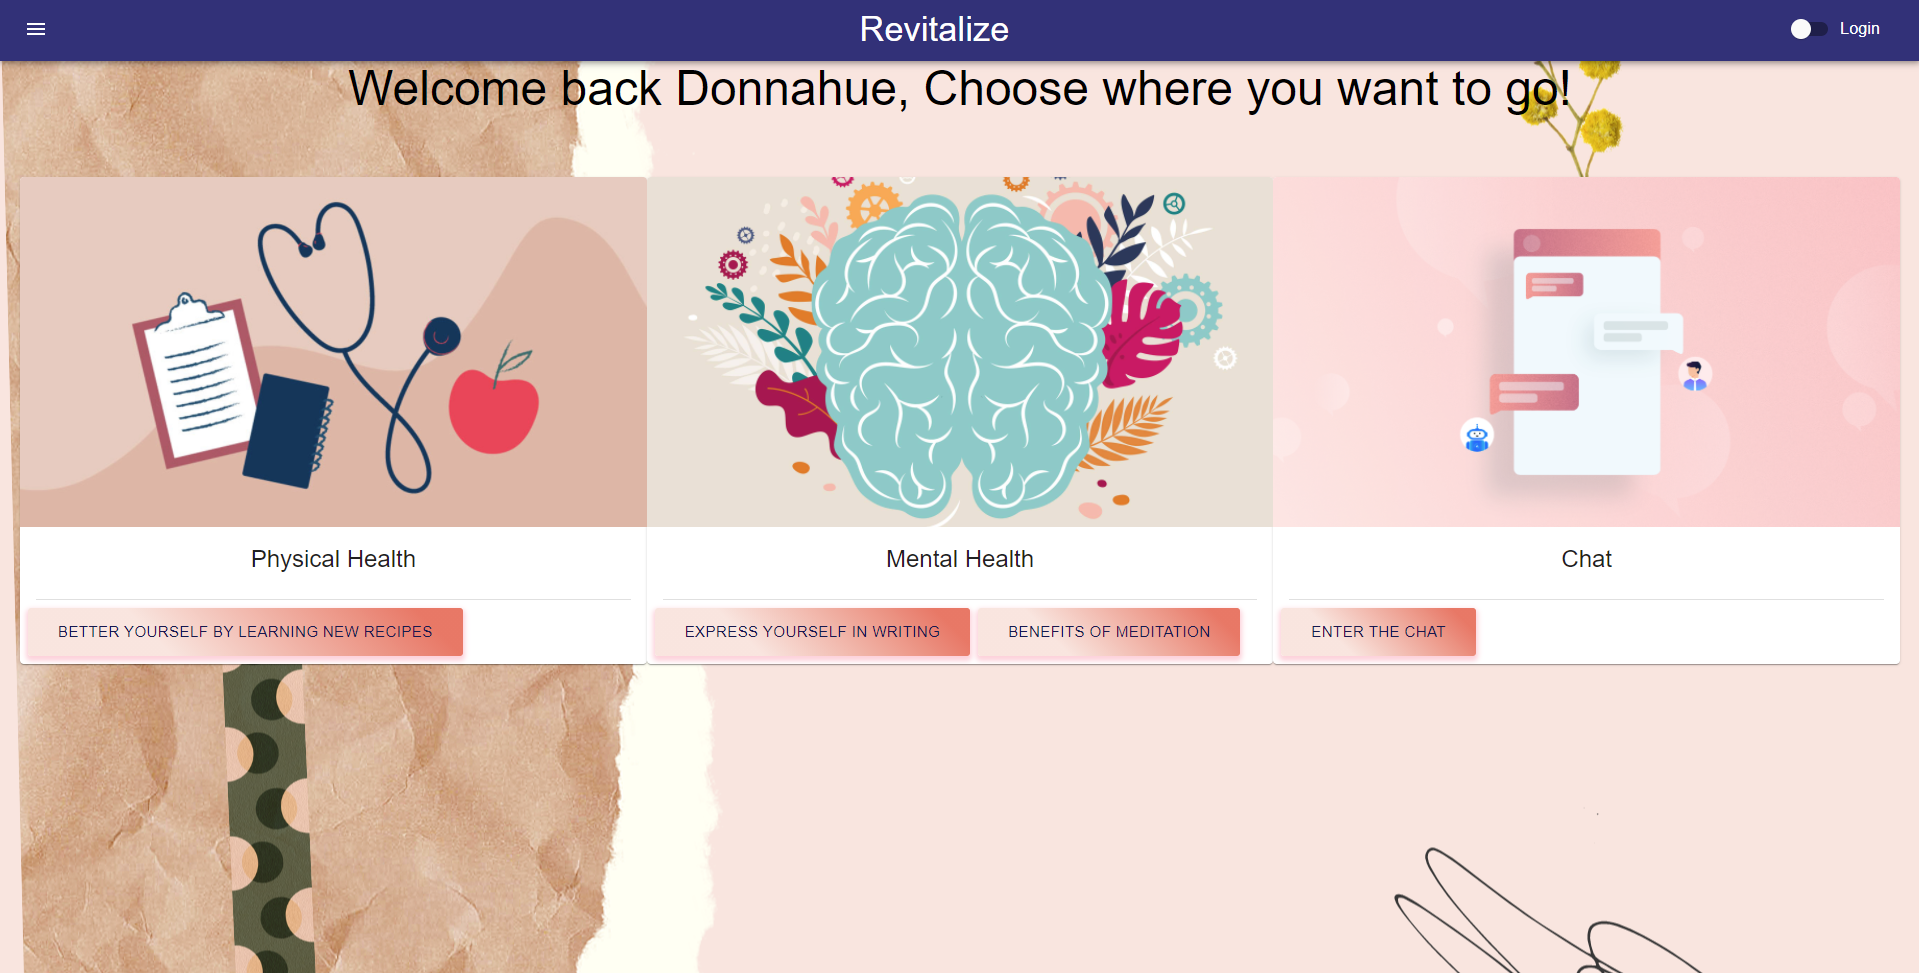 Revitalize
Login
Welcome back Donnahue, Choose where you want to go!
Physical Health
Mental Health
Chat
BETTER YOURSELF BY LEARNING NEW RECIPES
EXPRESS YOURSELF IN WRITING
BENEFITS OF MEDITATION
ENTER THE CHAT